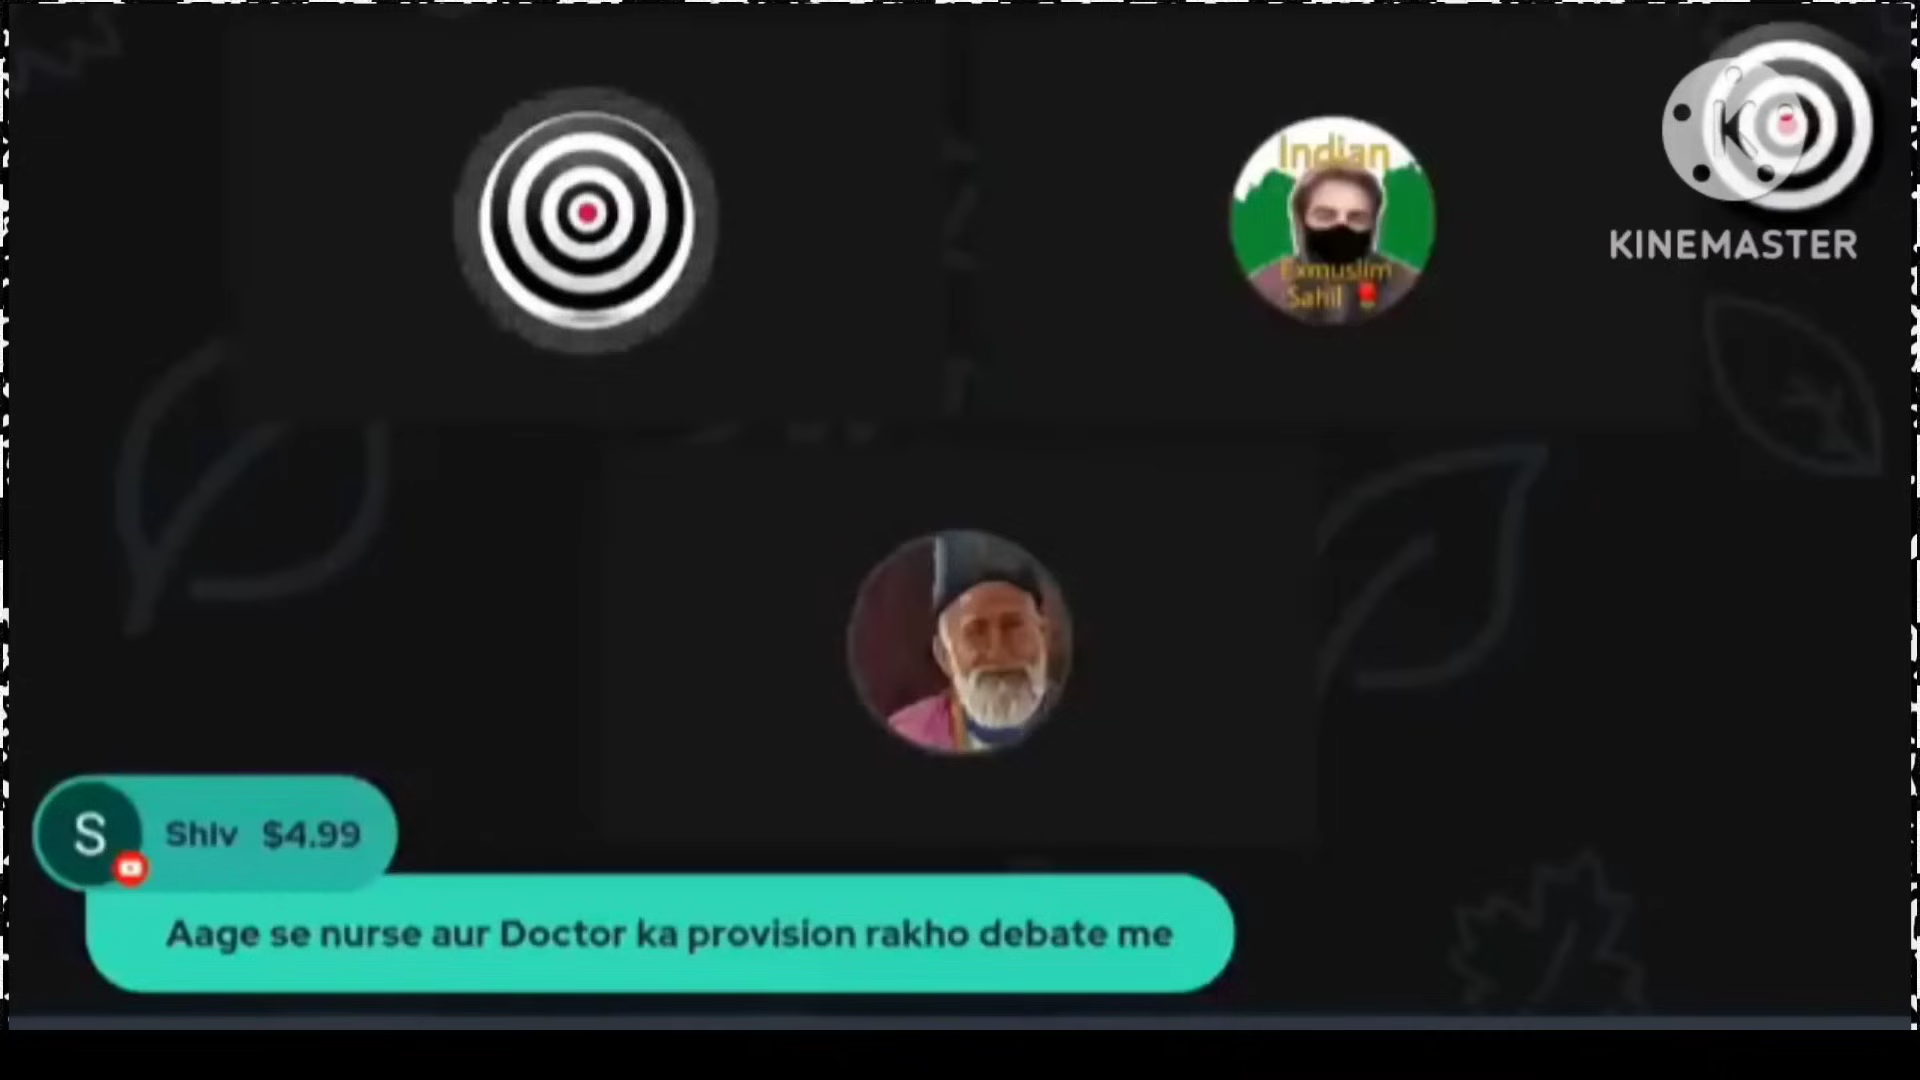 Indian
Exmuslim
Sahil
K
KINEMASTER
S
Shiv $4.99
Aage se nurse aur Doctor ka provision rakho debate me